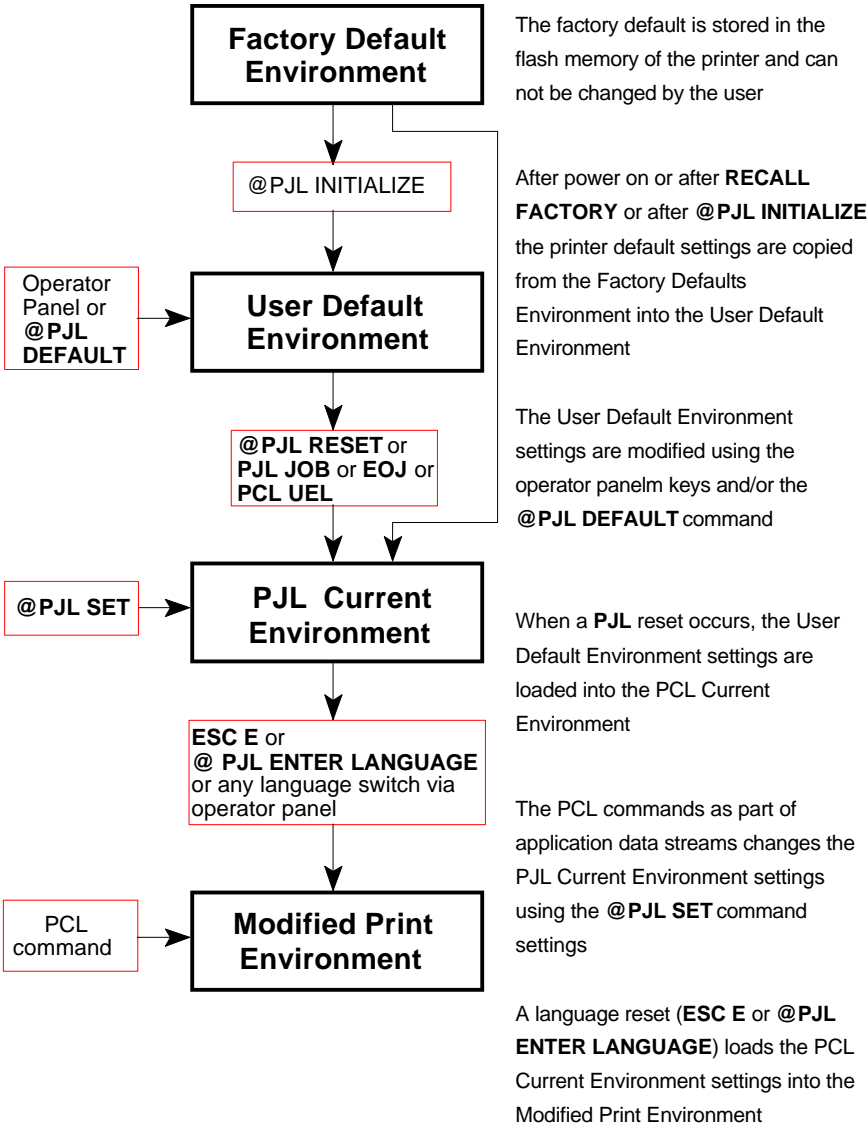 Factory Default
Environment
The factory default is stored in the
flash memory of the printer and can
not be changed by the user
@PJL INITIALIZE
After power on or after RECALL
FACTORY or after @PJL INITIALIZE
the printer default settings are copied
from the Factory Defaults
Environment into the User Default
Environment
Operator
Panel or
@PJL
DEFAULT
User Default
Environment
The User Default Environment
settings are modified using the
operator panelm keys and/or the
@PJL DEFAULT command
@PJL RESET or
PJL JOB or EOJ or
PCL UEL
@PJL SET
PJL Current
Environment
When a PJL reset occurs, the User
Default Environment settings are
loaded into the PCL Current
Environment
ESC E or
@ PJL ENTER LANGUAGE
or any language switch via
operator panel
The PCL commands as part of
application data streams changes the
PJL Current Environment settings
using the @PJL SET command
settings
PCL
command
Modified Print
Environment
A language reset (ESC E or @PJL
ENTER LANGUAGE) loads the PCL
Current Environment settings into the
Modified Print Environment